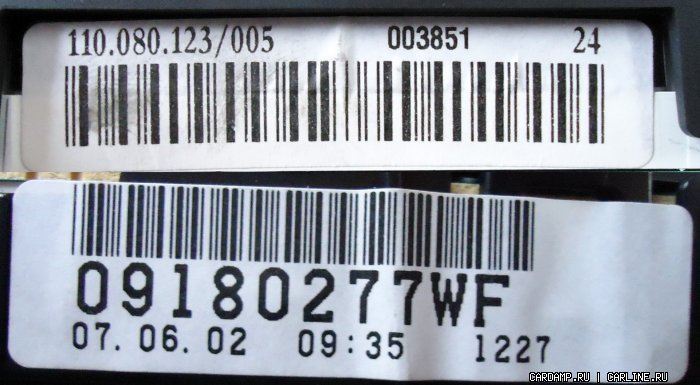 110.080.123/005 003851 24
09180277WF
07.06.02 09:35 1227
CARDAMP.RU | CARLINE.RU